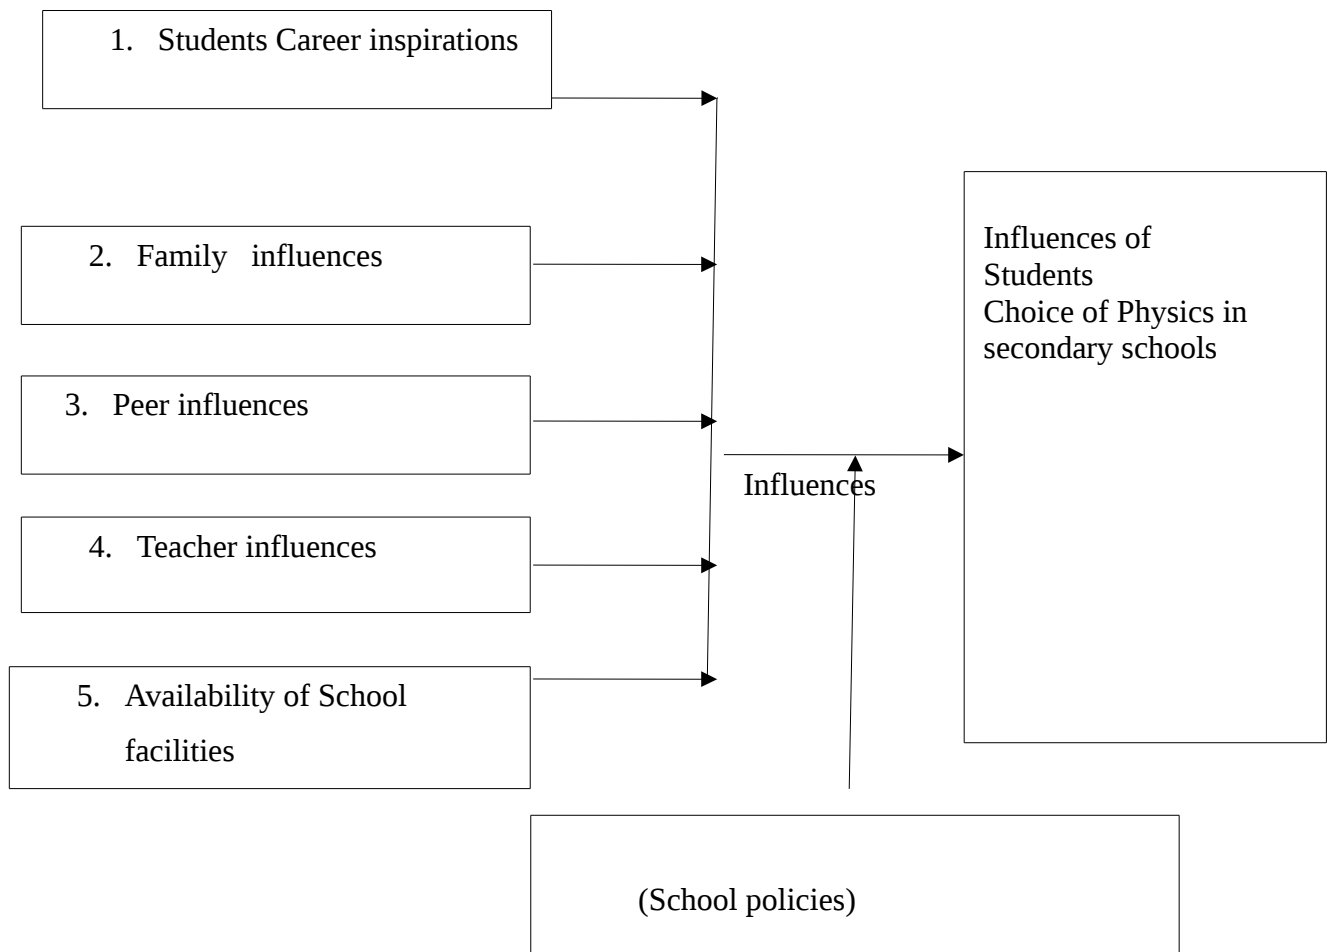 1. Students Career inspirations
2. Family influences
3. Peer influences
4. Teacher influences
5. Availability of School
facilities
Influences
Influences of
Students
Choice of Physics in
secondary schools
(School policies)